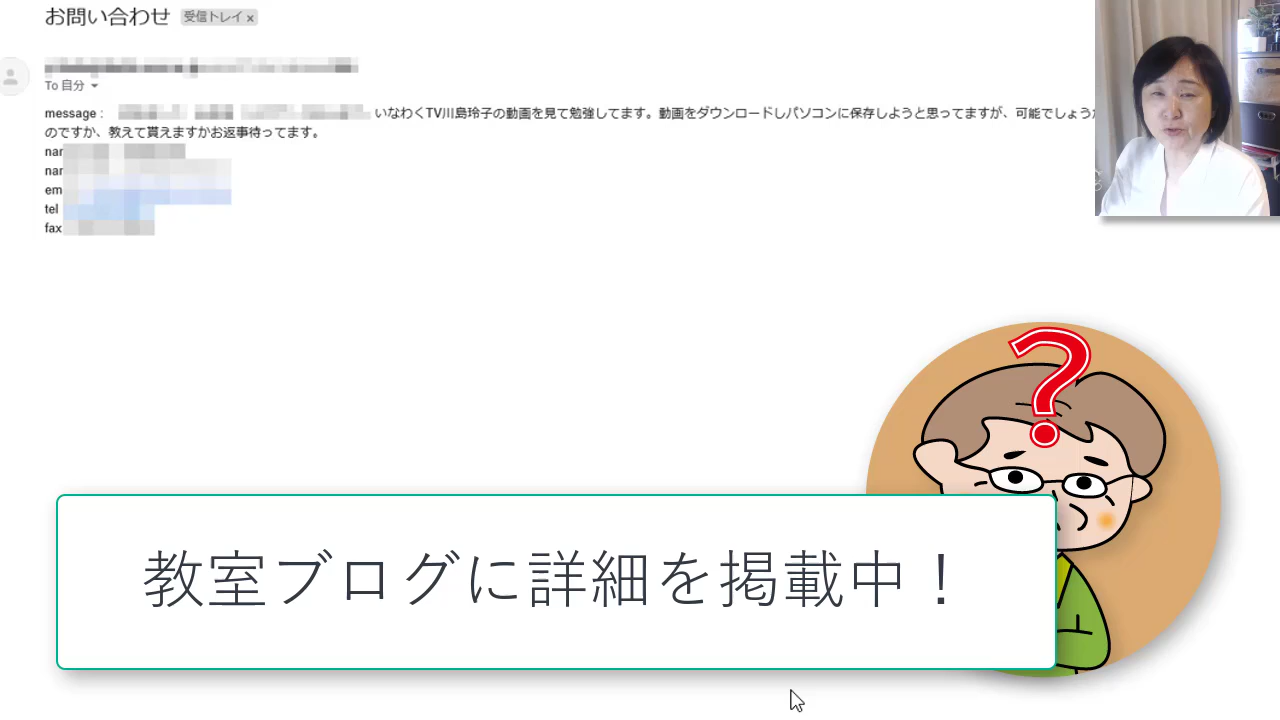 お問い合わせ 受信トレイ x
To 自分
message : いなわくTV川島玲子の動画を見て勉強してます。動画をダウンロードしパソコンに保存しようと思ってますが、可能でしょう
のですか、教えて貰えますかお返事待ってます。
nan
nan
em
tel
fax
?
教室ブログに詳細を掲載中！